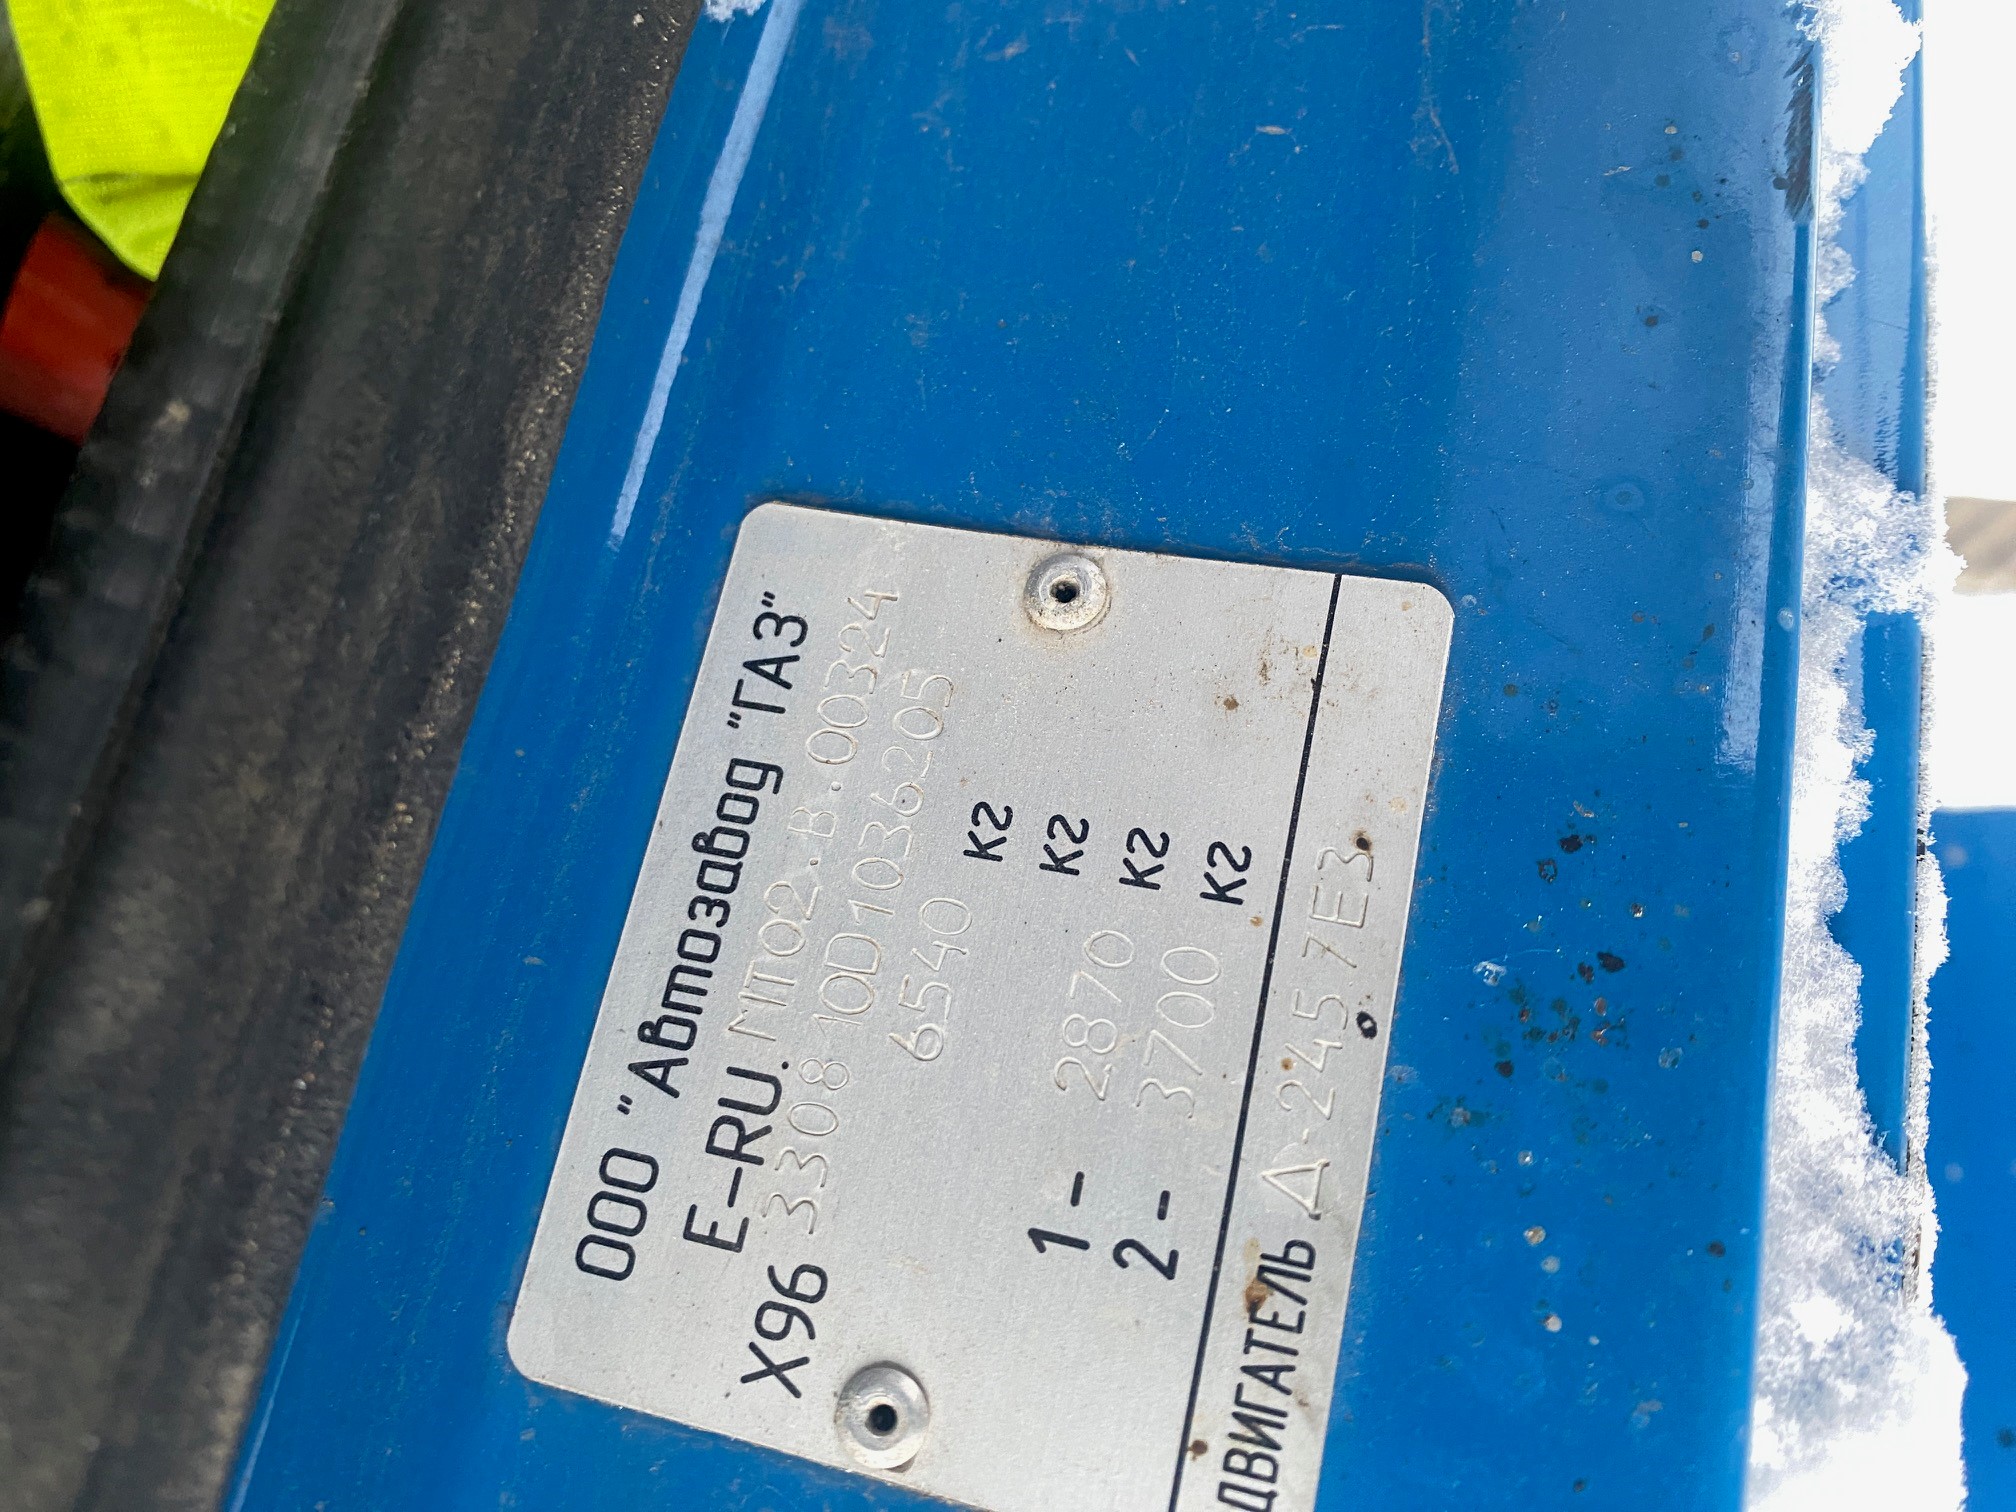 ООО "Автозавод "ГАЗ"
E-RU.МТ02.В.00324
X96 330810D1036205
6540 кг
кг
1- 2870 кг
2- 3700 кг
ДВИГАТЕЛЬ Д-245 7Е3